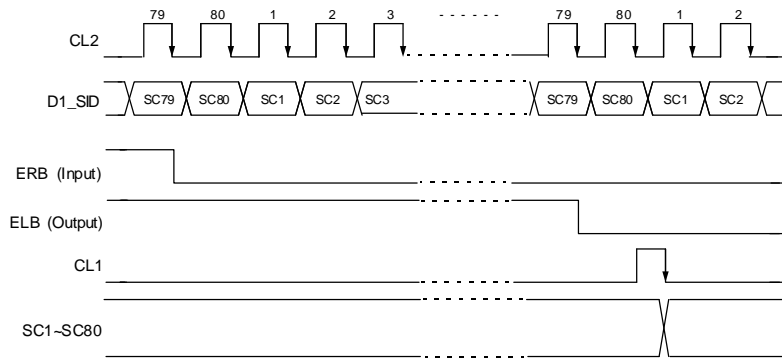 79 80 1 2 3 79 80 1 2
CL2
D1_SID SC79 SC80 SC1 SC2 SC3 SC79 SC80 SC1 SC2
ERB (Input)
ELB (Output)
CL1
SC1~SC80